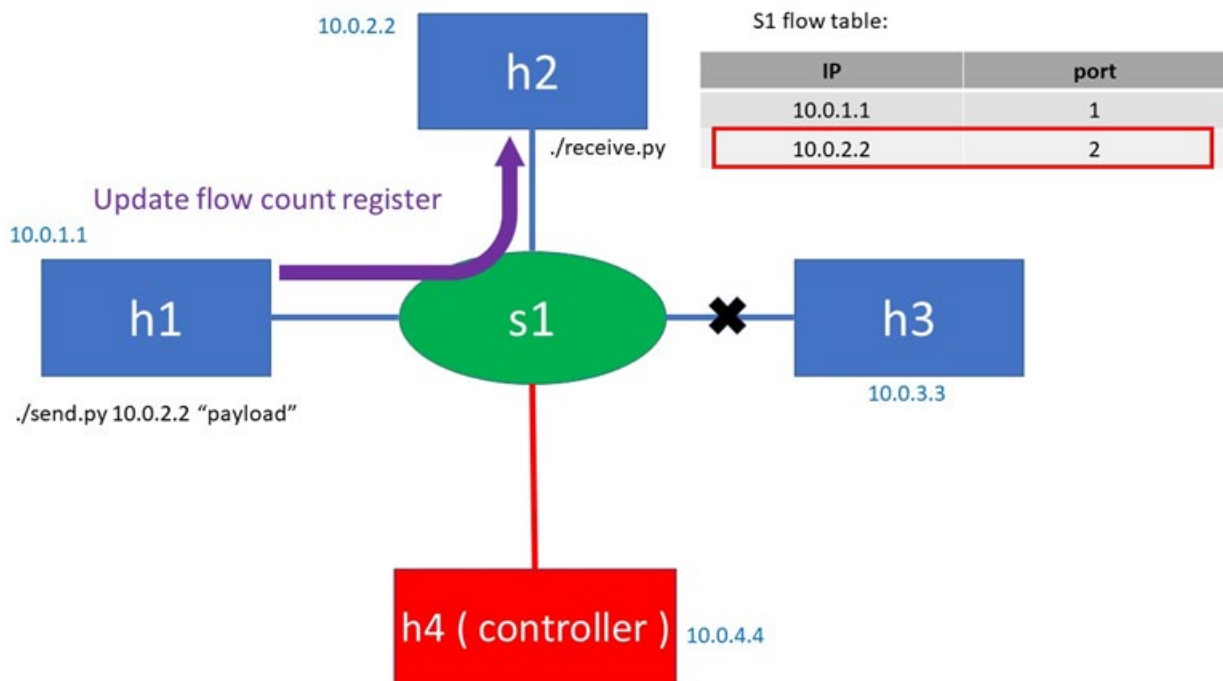 10.0.2.2
h2
./receive.py
S1 flow table:
IP port
10.0.1.1 1
10.0.2.2 2
Update flow count register
10.0.1.1
h1
s1
h3
./send.py 10.0.2.2 “payload”
10.0.3.3
h4 ( controller )
10.0.4.4